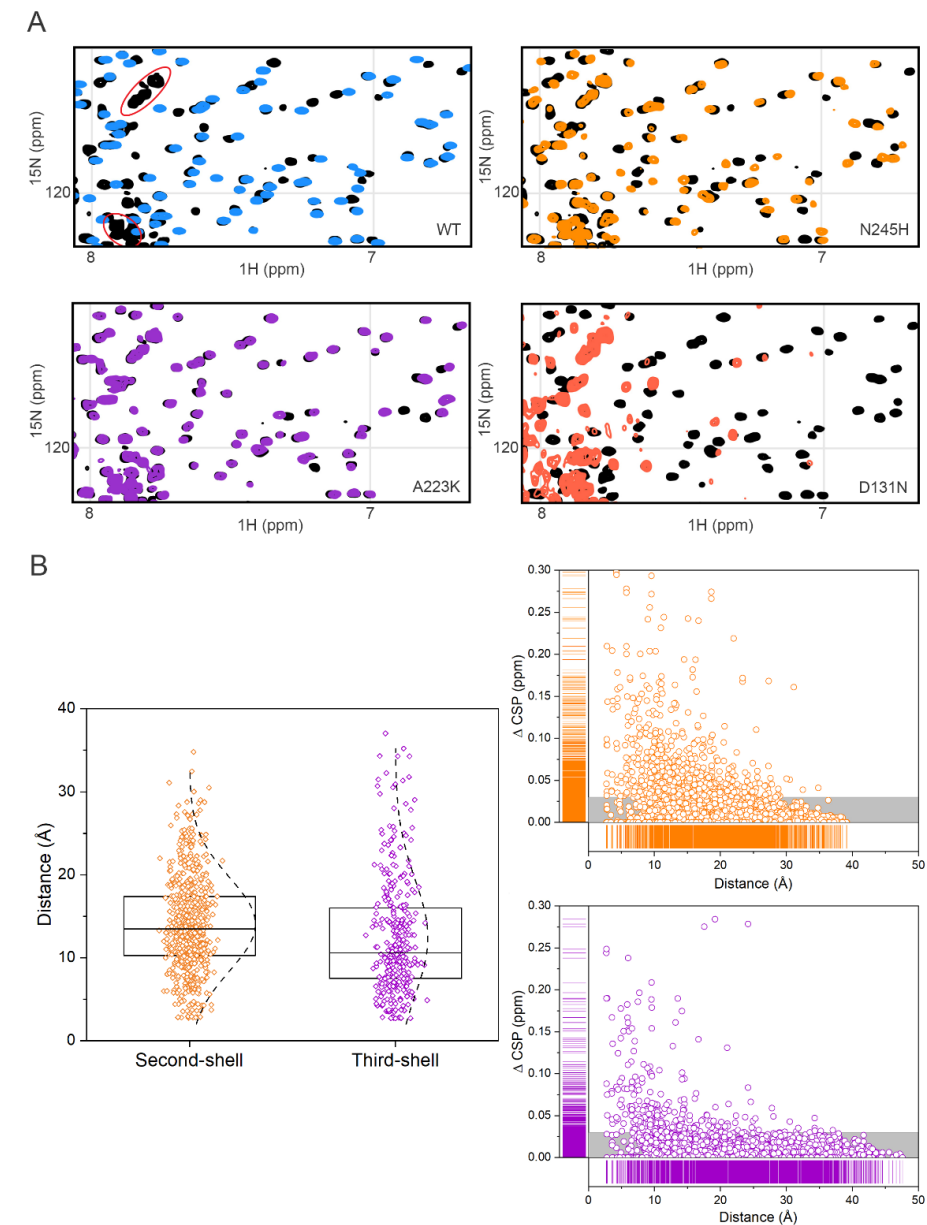 A
15N (ppm)
120
WT
8
7
1H (ppm)
15N (ppm)
120
N245H
8
7
1H (ppm)
15N (ppm)
120
A223K
8
7
1H (ppm)
15N (ppm)
120
D131N
8
7
1H (ppm)
B
Distance (Å)
40
30
20
10
0
Second-shell
Third-shell
Δ CSP (ppm)
0.30
0.25
0.20
0.15
0.10
0.05
0.00
0 10 20 30 40 50
Distance (Å)
Δ CSP (ppm)
0.30
0.25
0.20
0.15
0.10
0.05
0.00
0 10 20 30 40 50
Distance (Å)